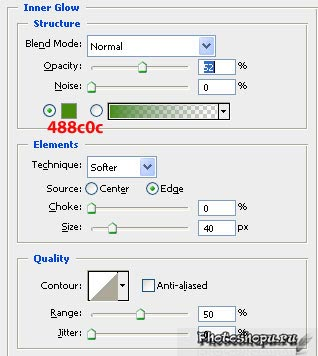 Inner Glow
Structure
Blend Mode: Normal
Opacity: 52 %
Noise: 0 %
488c0c
Elements
Technique: Softer
Source: Center Edge
Choke: 0 %
Size: 40 px
Quality
Contour: Anti-aliased
Range: 50 %
Jitter: %
Photoshopu.ru